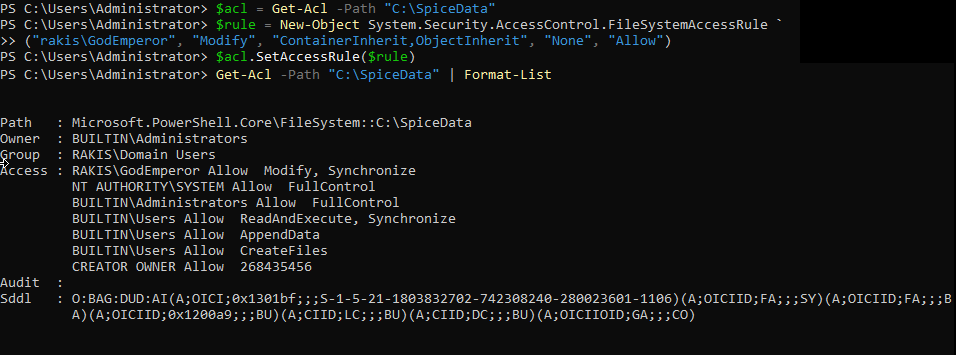 PS C:\Users\Administrator> $acl = Get-Acl -Path "C:\SpiceData"
PS C:\Users\Administrator> $rule = New-Object System.Security.AccessControl.FileSystemAccessRule `
>> ("rakis\GodEmperor", "Modify", "ContainerInherit,ObjectInherit", "None", "Allow")
PS C:\Users\Administrator> $acl.SetAccessRule($rule)
PS C:\Users\Administrator> Get-Acl -Path "C:\SpiceData" | Format-List
Path   : Microsoft.PowerShell.Core\FileSystem::C:\SpiceData
Owner  : BUILTIN\Administrators
Group  : RAKIS\Domain Users
Access : RAKIS\GodEmperor Allow  Modify, Synchronize
         NT AUTHORITY\SYSTEM Allow  FullControl
         BUILTIN\Administrators Allow  FullControl
         BUILTIN\Users Allow  ReadAndExecute, Synchronize
         BUILTIN\Users Allow  AppendData
         BUILTIN\Users Allow  CreateFiles
         CREATOR OWNER Allow  268435456
Audit  :
Sddl   : O:BAG:DUD:AI(A;OICI;0x1301bf;;;S-1-5-21-1803832702-742308240-280023601-1106)(A;OICIID;FA;;;SY)(A;OICIID;FA;;;B
         A)(A;OICIID;0x1200a9;;;BU)(A;CIID;LC;;;BU)(A;CIID;DC;;;BU)(A;OICIIOID;GA;;;CO)